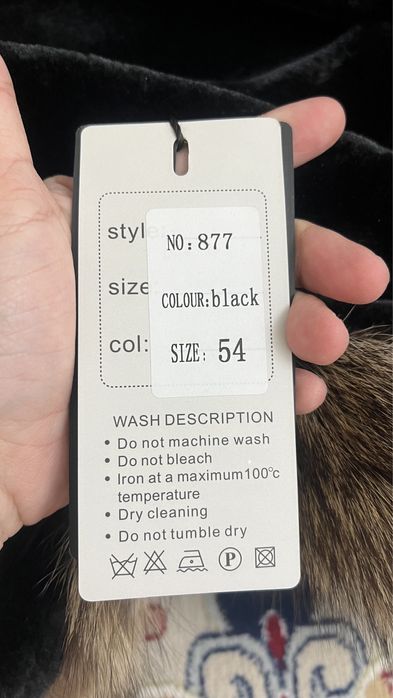 style:
NO:877
size:
COLOUR:black
col:
SIZE: 54
WASH DESCRIPTION
• Do not machine wash
• Do not bleach
• Iron at a maximum100°c
temperature
• Dry cleaning
• Do not tumble dry
P